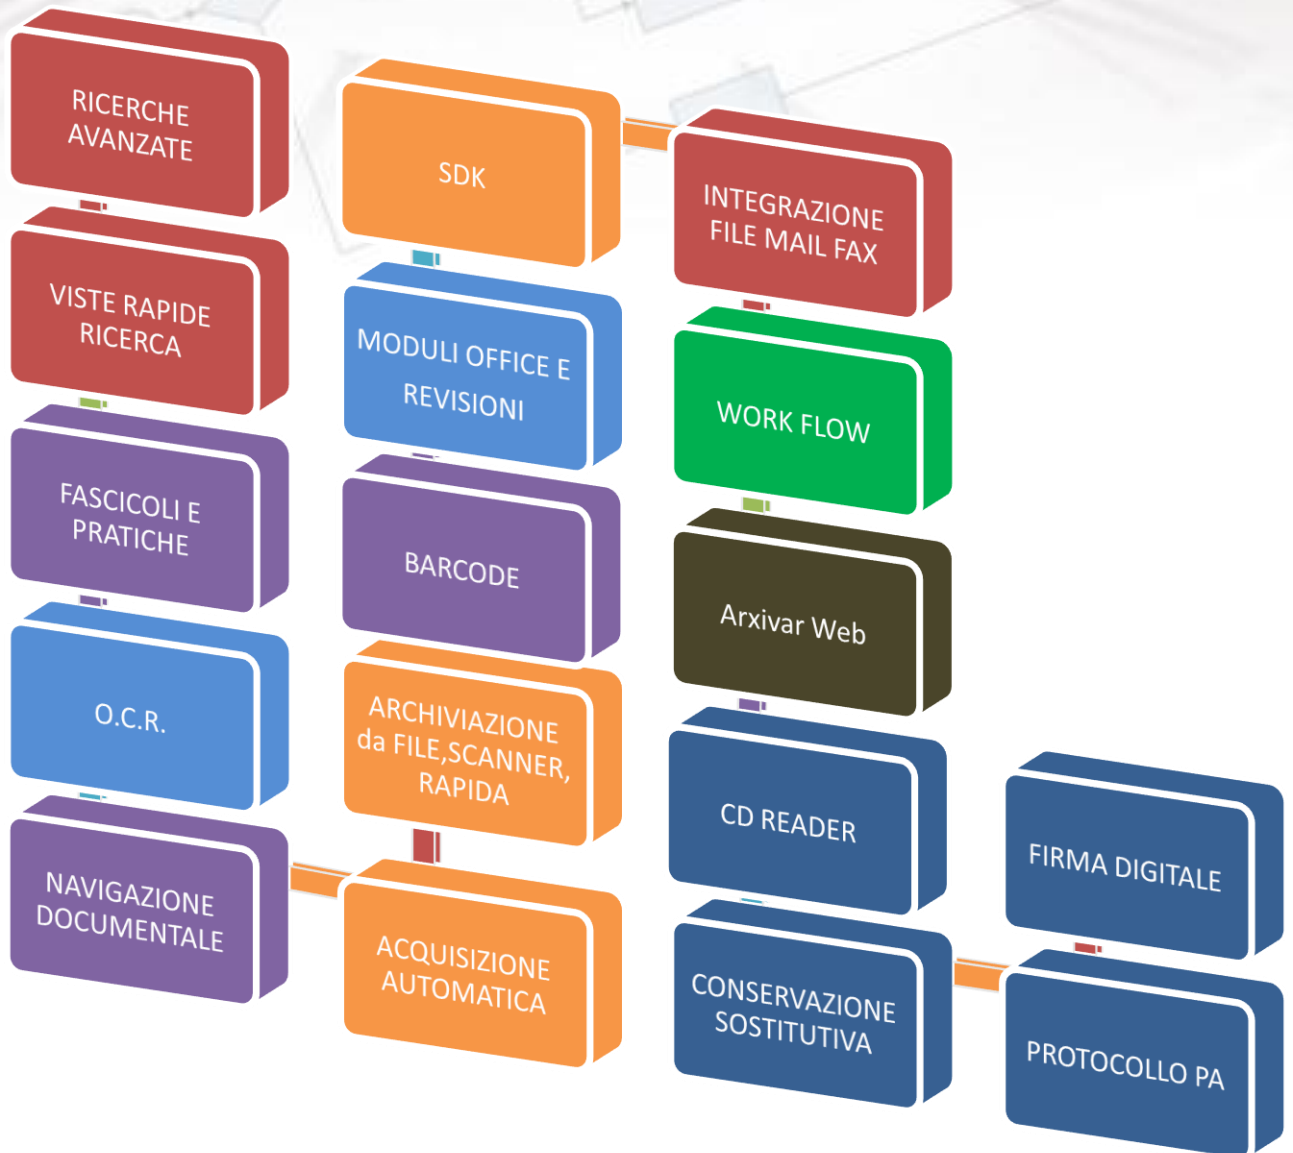 RICERCHE
AVANZATE
VISTE RAPIDE
RICERCA
FASCICOLI E
PRATICHE
O.C.R.
NAVIGAZIONE
DOCUMENTALE
SDK
MODULI OFFICE E
REVISIONI
BARCODE
ARCHIVIAZIONE
da FILE,SCANNER,
RAPIDA
ACQUISIZIONE
AUTOMATICA
INTEGRAZIONE
FILE MAIL FAX
WORK FLOW
Arxivar Web
CD READER
CONSERVAZIONE
SOSTITUTIVA
FIRMA DIGITALE
PROTOCOLLO PA